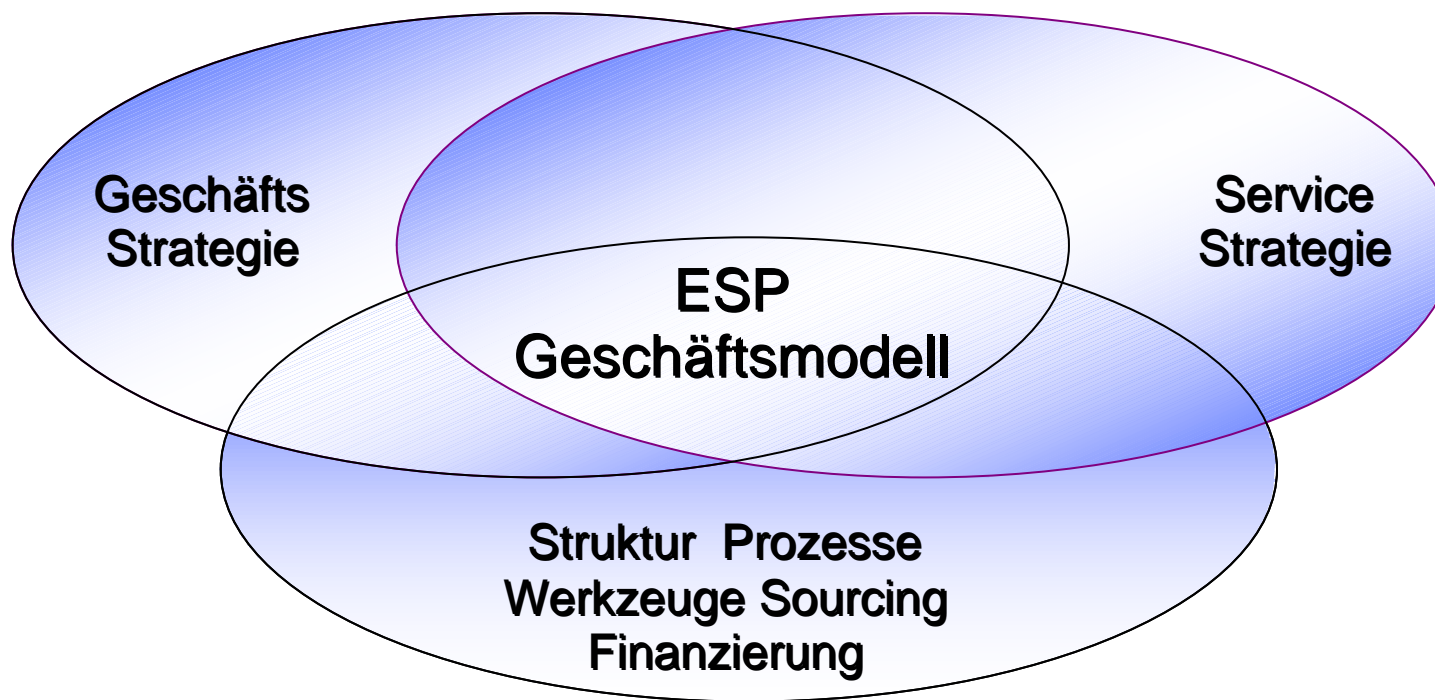 Geschäfts
Strategie
Service
Strategie
ESP
Geschäftsmodell
Struktur Prozesse
Werkzeuge Sourcing
Finanzierung